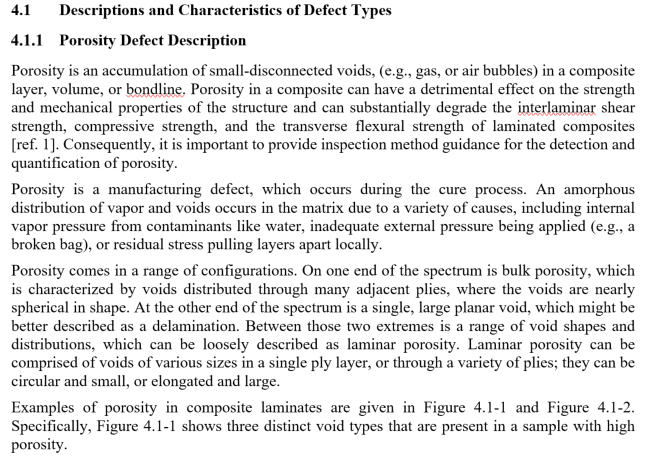 4.1 Descriptions and Characteristics of Defect Types
4.1.1 Porosity Defect Description
Porosity is an accumulation of small-disconnected voids, (e.g., gas, or air bubbles) in a composite
layer, volume, or bondline. Porosity in a composite can have a detrimental effect on the strength
and mechanical properties of the structure and can substantially degrade the interlaminar shear
strength, compressive strength, and the transverse flexural strength of laminated composites
[ref. 1]. Consequently, it is important to provide inspection method guidance for the detection and
quantification of porosity.
Porosity is a manufacturing defect, which occurs during the cure process. An amorphous
distribution of vapor and voids occurs in the matrix due to a variety of causes, including internal
vapor pressure from contaminants like water, inadequate external pressure being applied (e.g., a
broken bag), or residual stress pulling layers apart locally.
Porosity comes in a range of configurations. On one end of the spectrum is bulk porosity, which
is characterized by voids distributed through many adjacent plies, where the voids are nearly
spherical in shape. At the other end of the spectrum is a single, large planar void, which might be
better described as a delamination. Between those two extremes is a range of void shapes and
distributions, which can be loosely described as laminar porosity. Laminar porosity can be
comprised of voids of various sizes in a single ply layer, or through a variety of plies; they can be
circular and small, or elongated and large.
Examples of porosity in composite laminates are given in Figure 4.1-1 and Figure 4.1-2.
Specifically, Figure 4.1-1 shows three distinct void types that are present in a sample with high
porosity.